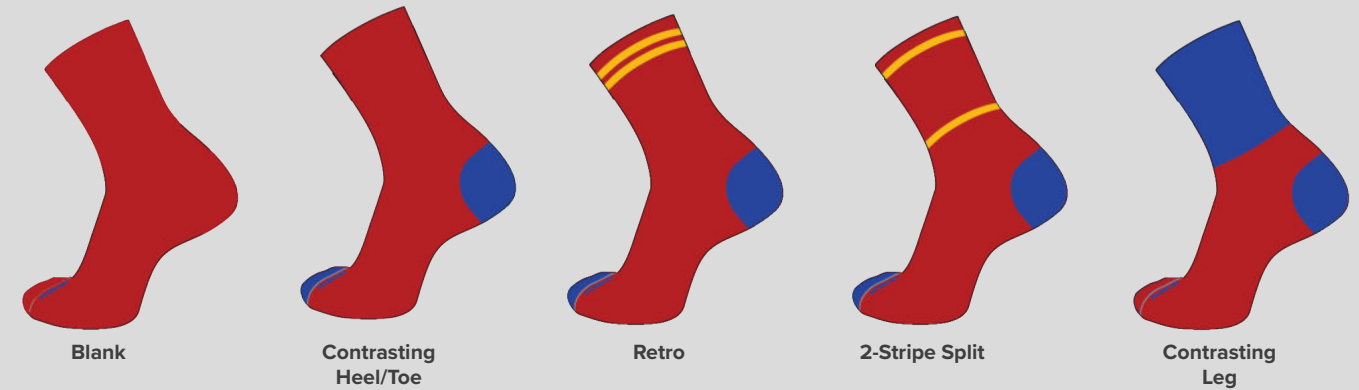 Blank
Contrasting
Heel/Toe
Retro
2-Stripe Split
Contrasting
Leg